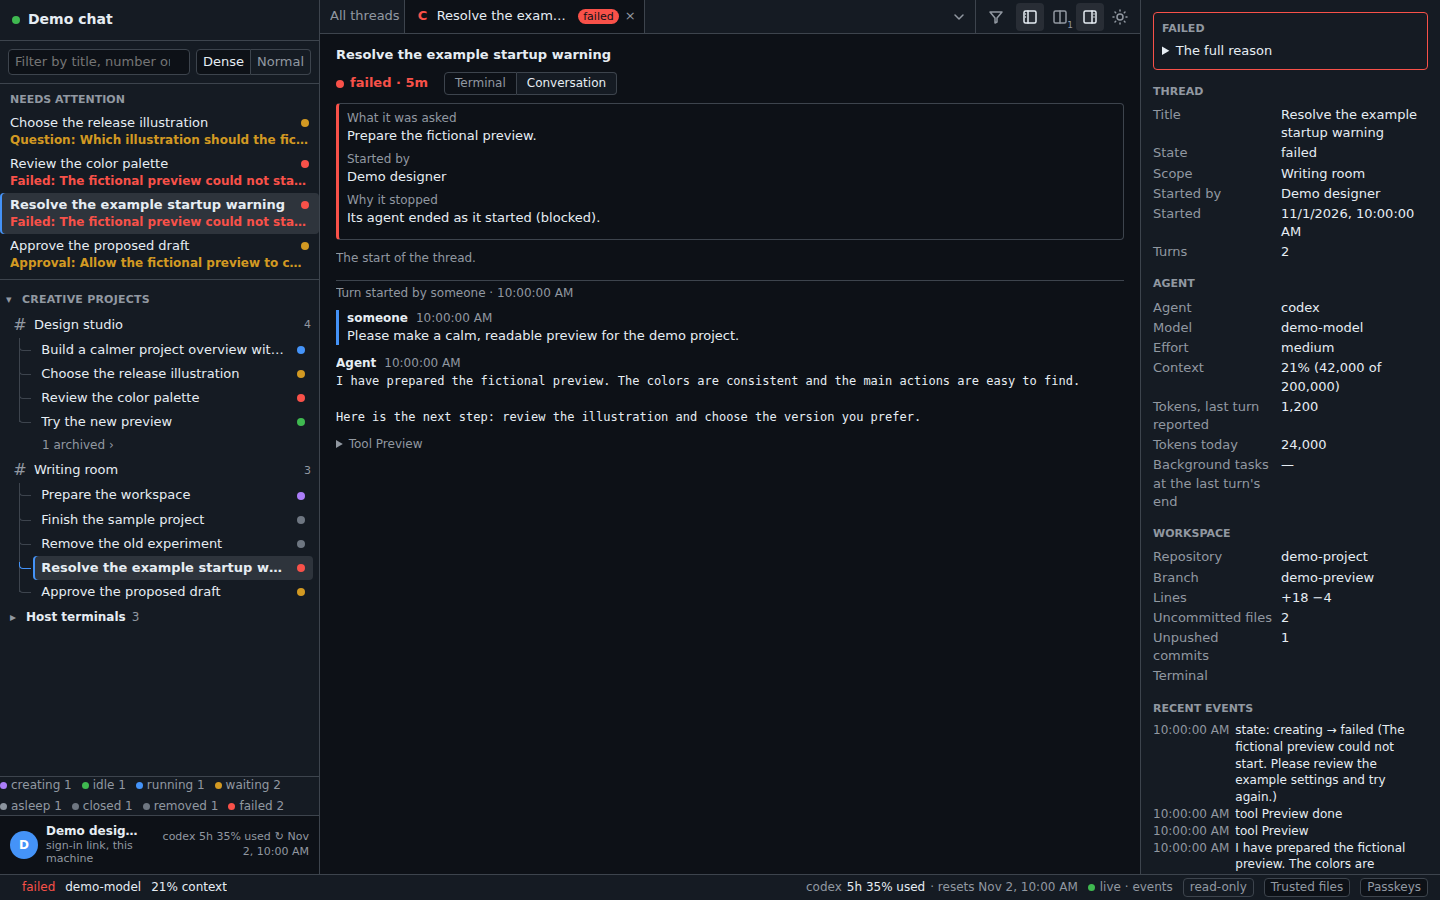 Demo chat
Filter by title, number o
Dense
Normal
NEEDS ATTENTION
Choose the release illustration
Question: Which illustration should the fic…
Review the color palette
Failed: The fictional preview could not sta…
Resolve the example startup warning
Failed: The fictional preview could not sta…
Approve the proposed draft
Approval: Allow the fictional preview to c…
CREATIVE PROJECTS
# Design studio 4
Build a calmer project overview wit…
Choose the release illustration
Review the color palette
Try the new preview
1 archived ›
# Writing room 3
Prepare the workspace
Finish the sample project
Remove the old experiment
Resolve the example startup w…
Approve the proposed draft
Host terminals 3
creating 1 idle 1 running 1 waiting 2
asleep 1 closed 1 removed 1 failed 2
D
Demo desig…
sign-in link, this
machine
codex 5h 35% used ↻ Nov
2, 10:00 AM
All threads
C Resolve the exam… failed ×
1
Resolve the example startup warning
failed · 5m
Terminal
Conversation
What it was asked
Prepare the fictional preview.
Started by
Demo designer
Why it stopped
Its agent ended as it started (blocked).
The start of the thread.
Turn started by someone · 10:00:00 AM
someone 10:00:00 AM
Please make a calm, readable preview for the demo project.
Agent 10:00:00 AM
I have prepared the fictional preview. The colors are consistent and the main actions are easy to find.
Here is the next step: review the illustration and choose the version you prefer.
Tool Preview
FAILED
The full reason
THREAD
Title Resolve the example
startup warning
State failed
Scope Writing room
Started by Demo designer
Started 11/1/2026, 10:00:00
AM
Turns 2
AGENT
Agent codex
Model demo-model
Effort medium
Context 21% (42,000 of
200,000)
Tokens, last turn 1,200
reported
Tokens today 24,000
Background tasks —
at the last turn's
end
WORKSPACE
Repository demo-project
Branch demo-preview
Lines +18 −4
Uncommitted files 2
Unpushed 1
commits
Terminal
RECENT EVENTS
10:00:00 AM state: creating → failed (The
fictional preview could not
start. Please review the
example settings and try
again.)
10:00:00 AM tool Preview done
10:00:00 AM tool Preview
10:00:00 AM I have prepared the fictional
preview. The colors are
failed demo-model 21% context
codex 5h 35% used · resets Nov 2, 10:00 AM
live · events
read-only
Trusted files
Passkeys